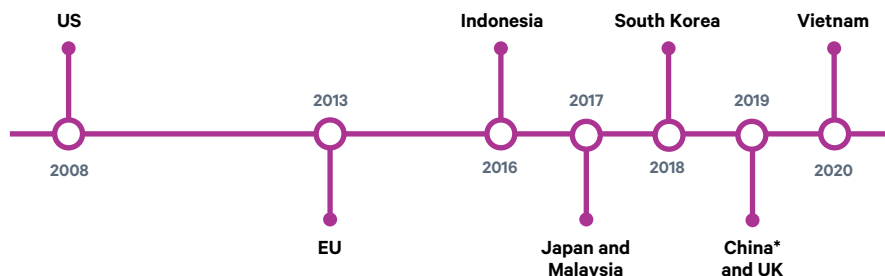 US
Indonesia
South Korea
Vietnam
2013
2017
2019
2008
2016
2018
2020
EU
Japan and
Malaysia
China*
and UK